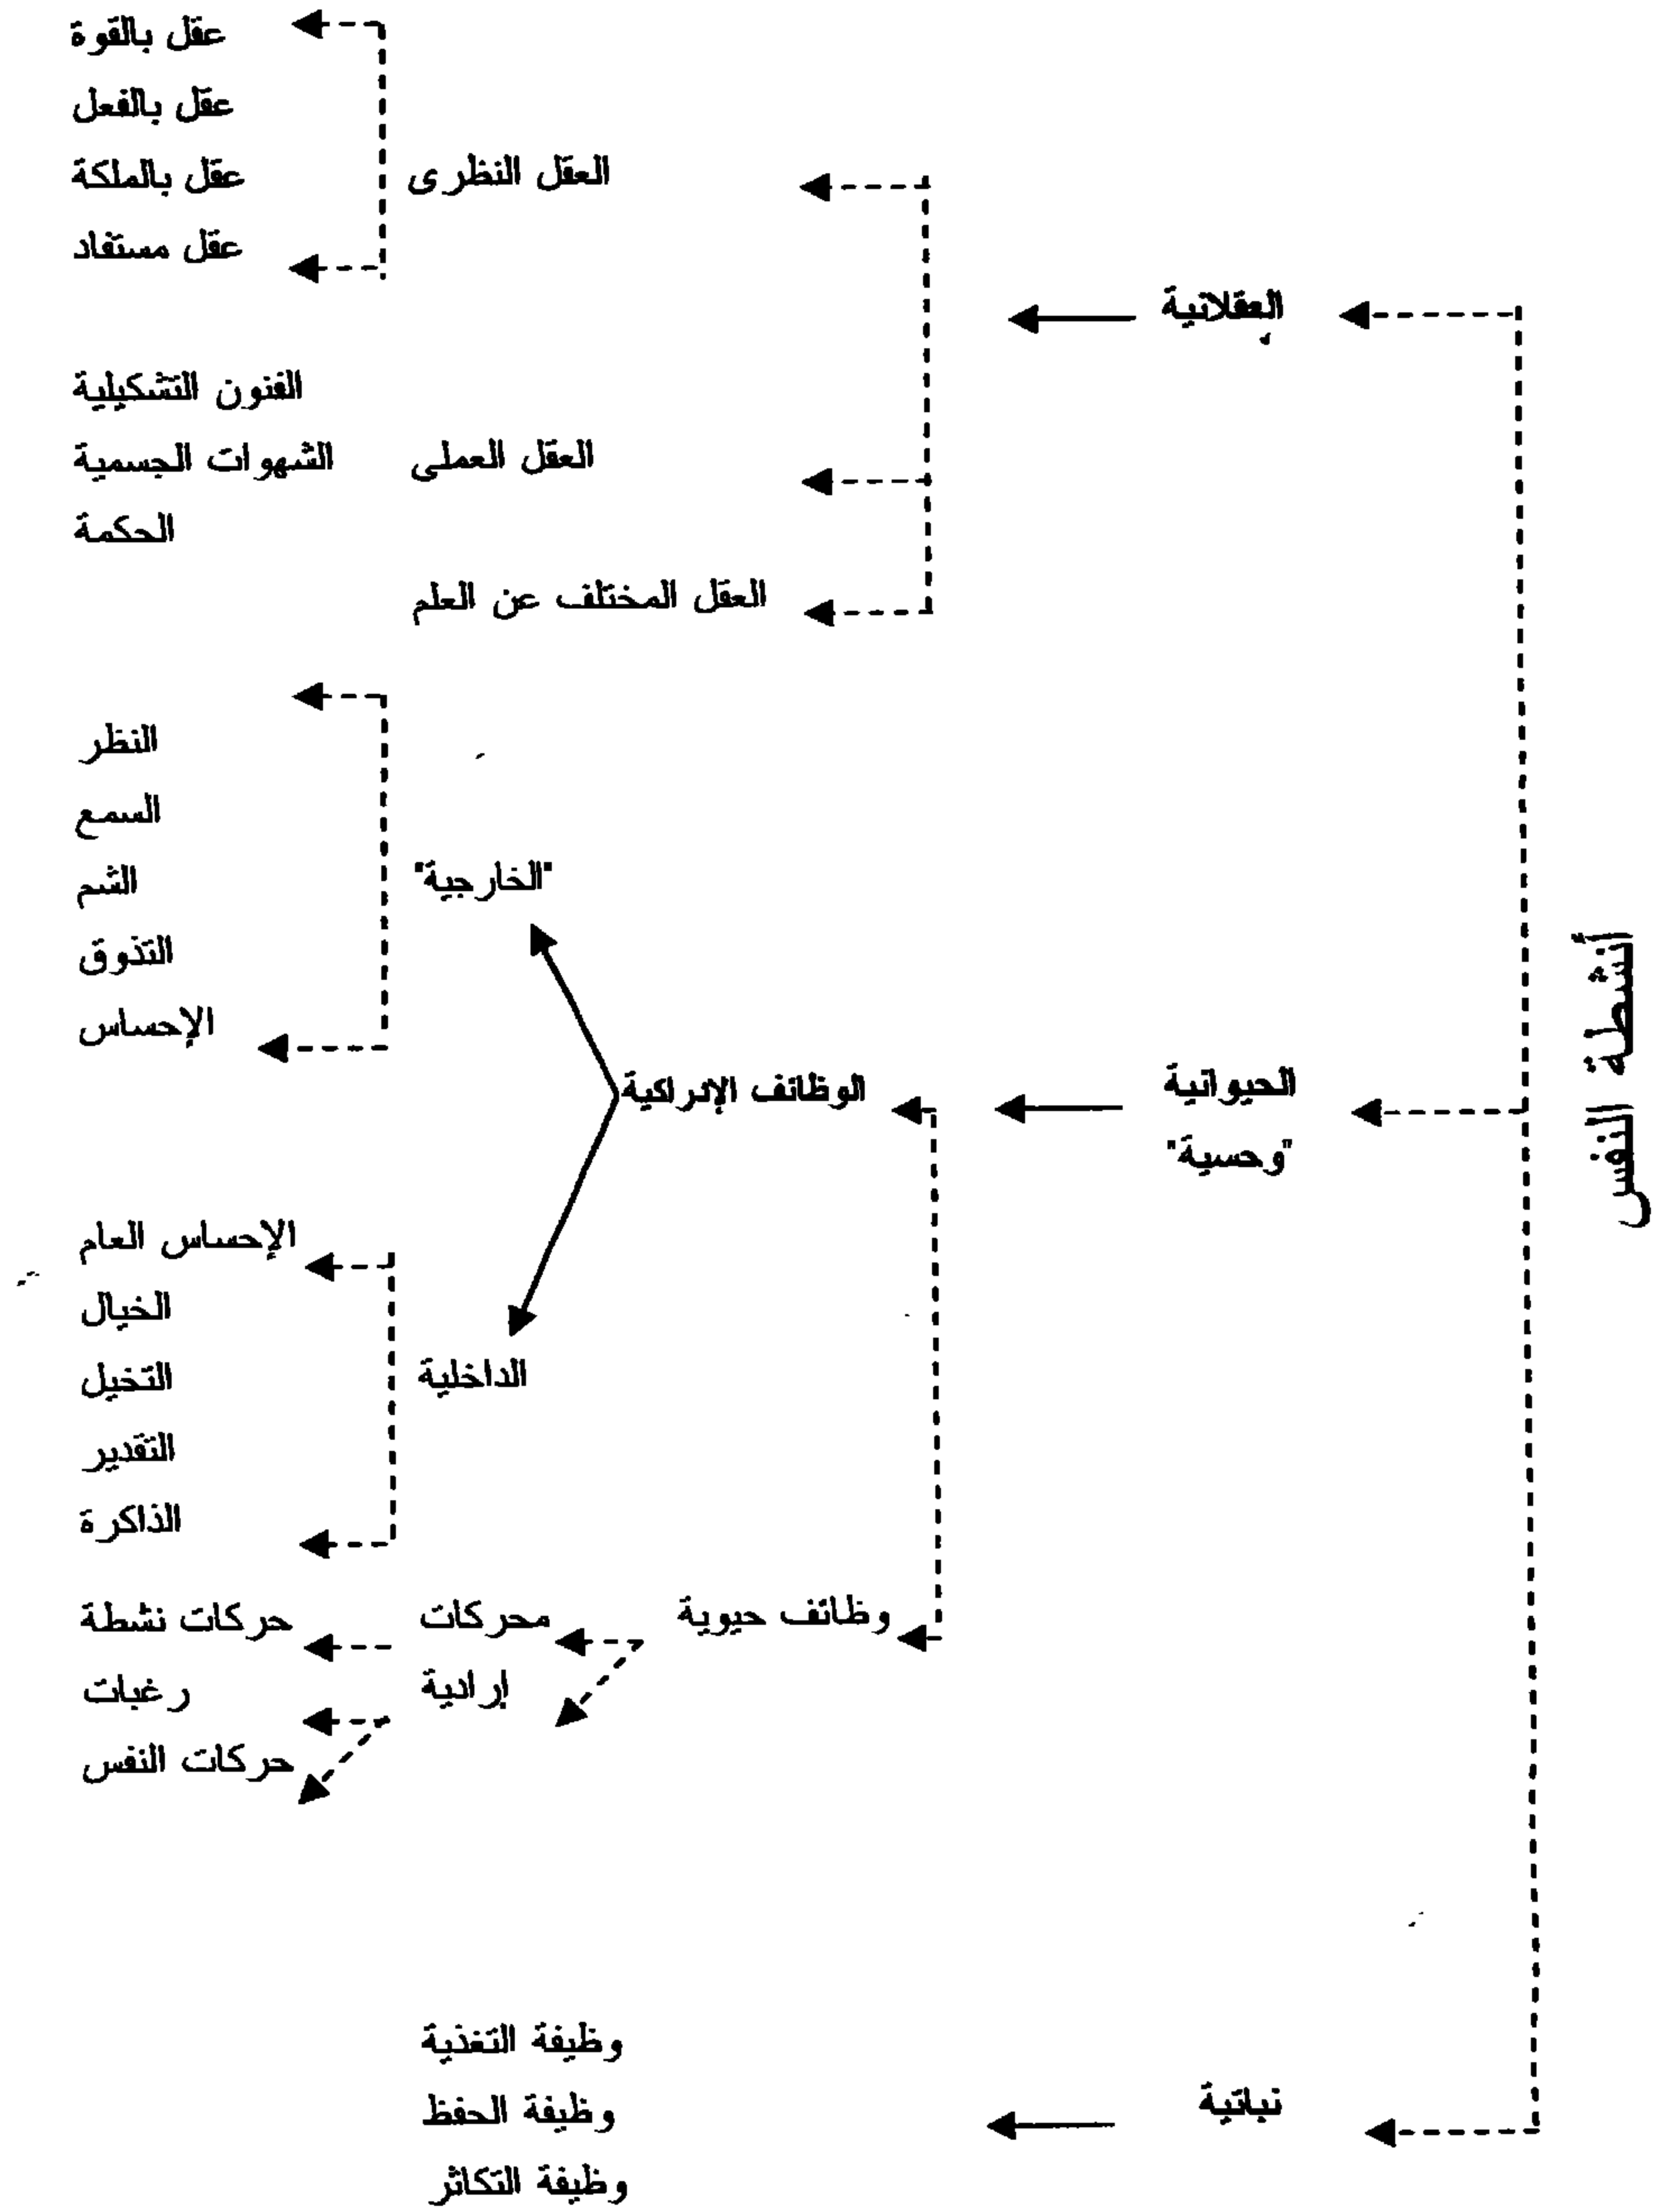 أنشطة النفس
العقلانية
العقل النظرى
عقل بالقوة
عقل بالفعل
عقل بالملكة
عقل مستفاد
العقل العملى
الفنون التشكيلية
الشهوات الجسمية
الحكمة
العقل المختلف عن العلم
الحيوانية
"وحسية"
الوظائف الإدراكية
"الخارجية"
النظر
السمع
الشم
التذوق
الإحساس
الداخلية
الإحساس العام
الخيال
التخيل
التقدير
الذاكرة
وظائف حيوية
محركات
إرادية
حركات نشطة
رغبات
حركات النفس
نباتية
وظيفة التغذية
وظيفة الحفظ
وظيفة التكاثر